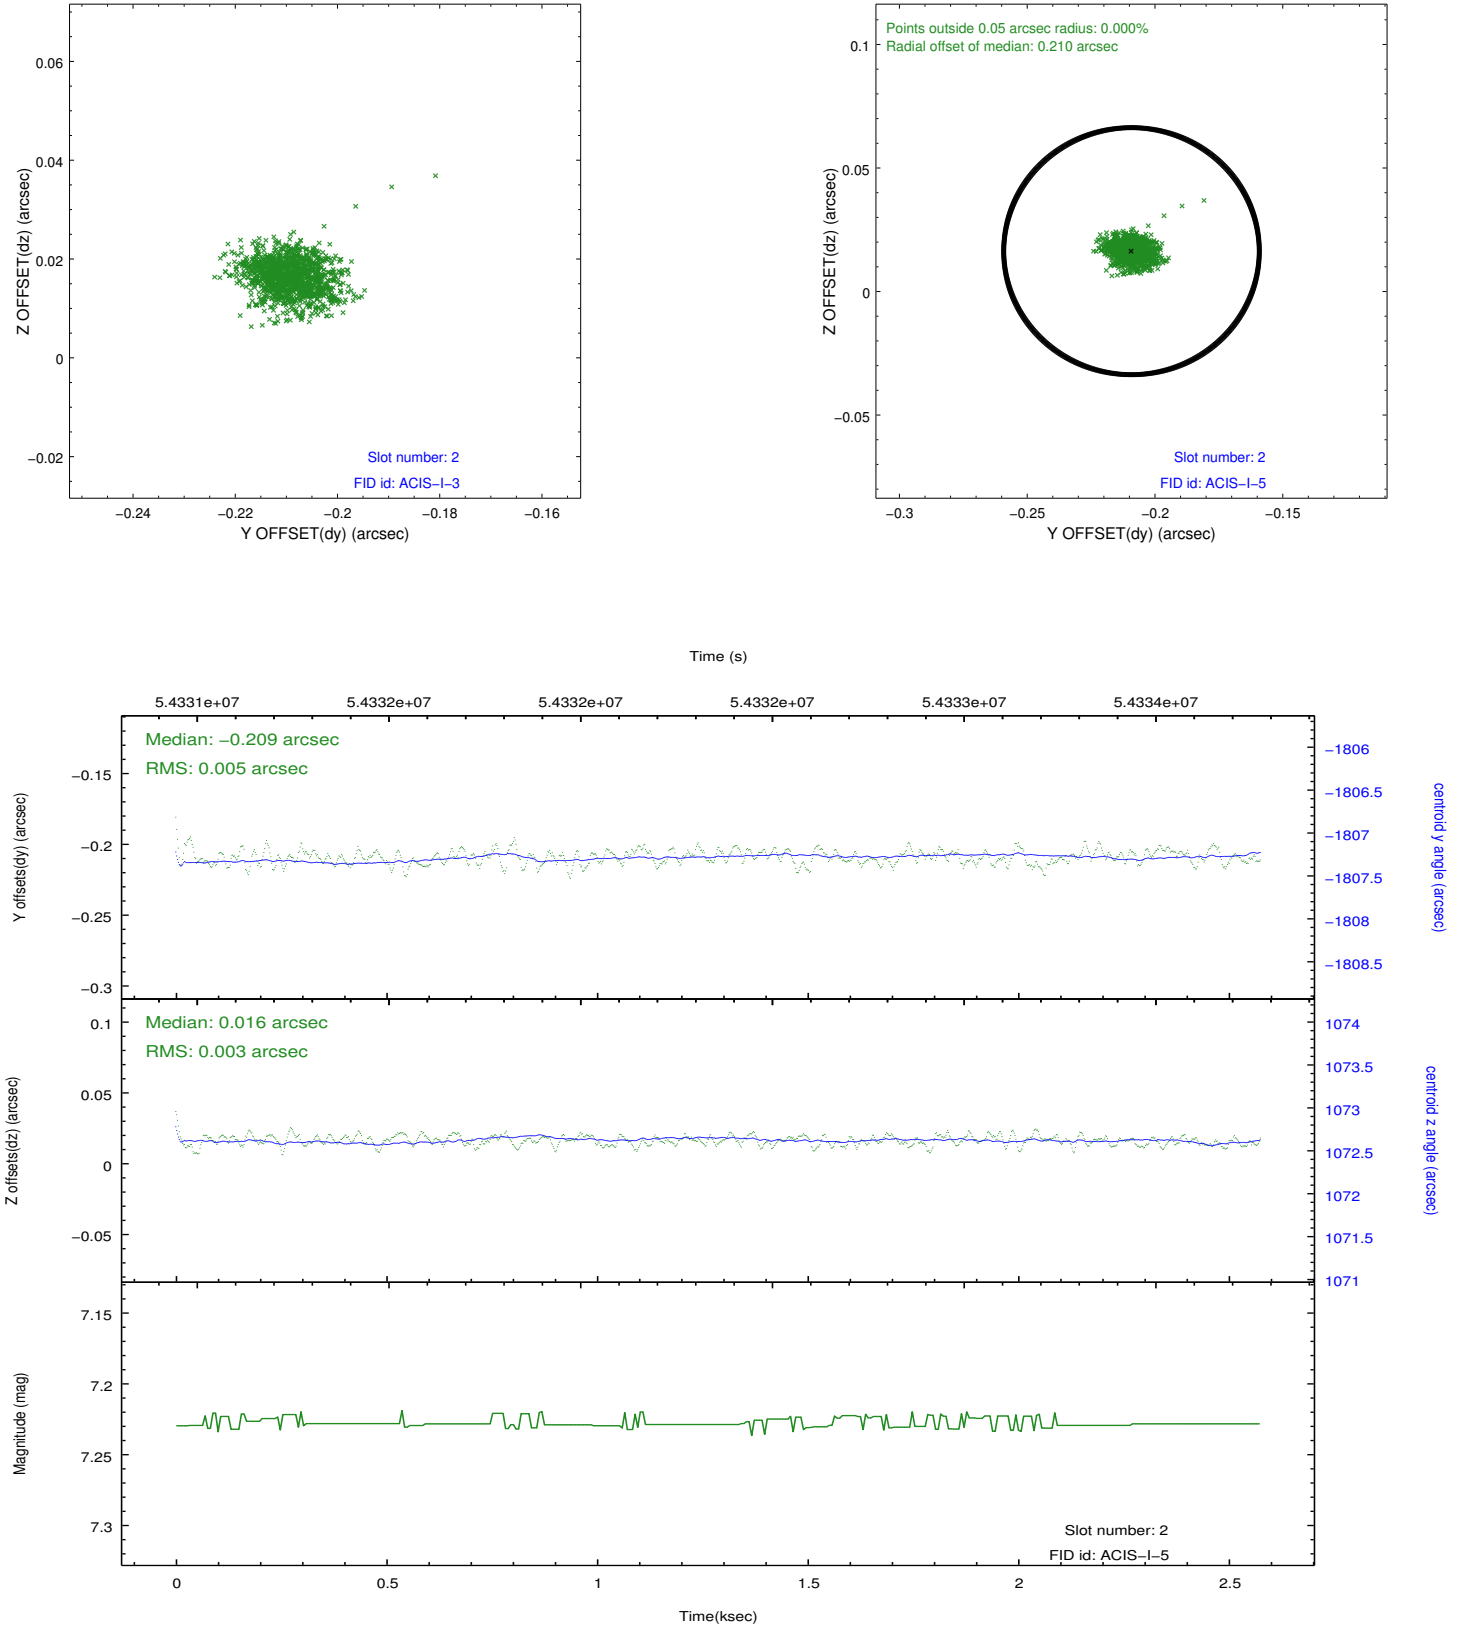 0.06
0.04
0.02
0
−0.02
Z OFFSET(dz) (arcsec)
Slot number: 2
FID id: ACIS−I−3
−0.24
−0.22
−0.2
−0.18
−0.16
Y OFFSET(dy) (arcsec)
Points outside 0.05 arcsec radius: 0.000%
Radial offset of median: 0.210 arcsec
0.1
0.05
0
−0.05
Z OFFSET(dz) (arcsec)
Slot number: 2
FID id: ACIS−I−5
−0.3
−0.25
−0.2
−0.15
Y OFFSET(dy) (arcsec)
Time (s)
5.4331e+07
5.4332e+07
5.4332e+07
5.4332e+07
5.4333e+07
5.4334e+07
Median: −0.209 arcsec
RMS: 0.005 arcsec
−0.15
−0.2
−0.25
−0.3
Y offsets(dy) (arcsec)
−1806
−1806.5
−1807
−1807.5
−1808
−1808.5
centroid y angle (arcsec)
Median: 0.016 arcsec
RMS: 0.003 arcsec
0.1
0.05
0
−0.05
Z offsets(dz) (arcsec)
1074
1073.5
1073
1072.5
1072
1071.5
1071
centroid z angle (arcsec)
7.15
7.2
7.25
7.3
Magnitude (mag)
Slot number: 2
FID id: ACIS−I−5
0
0.5
1
1.5
2
2.5
Time(ksec)